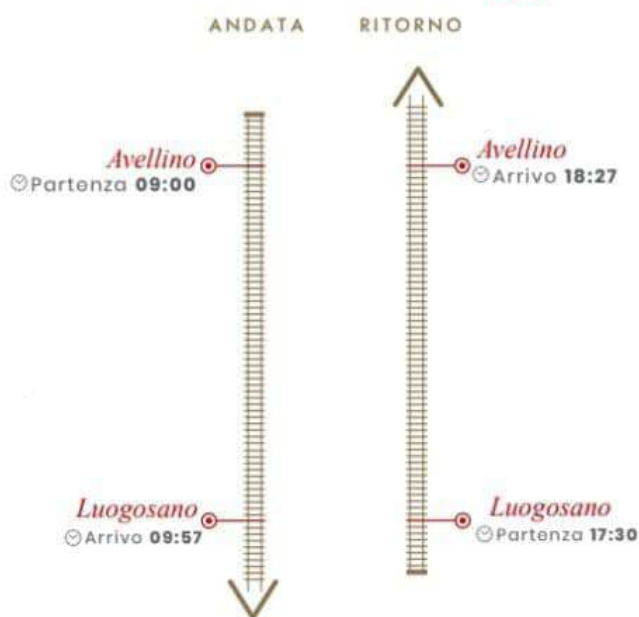 ANDATA
Avellino
Partenza 09:00
Luogosano
Arrivo 09:57
RITORNO
Avellino
Arrivo 18:27
Luogosano
Partenza 17:30